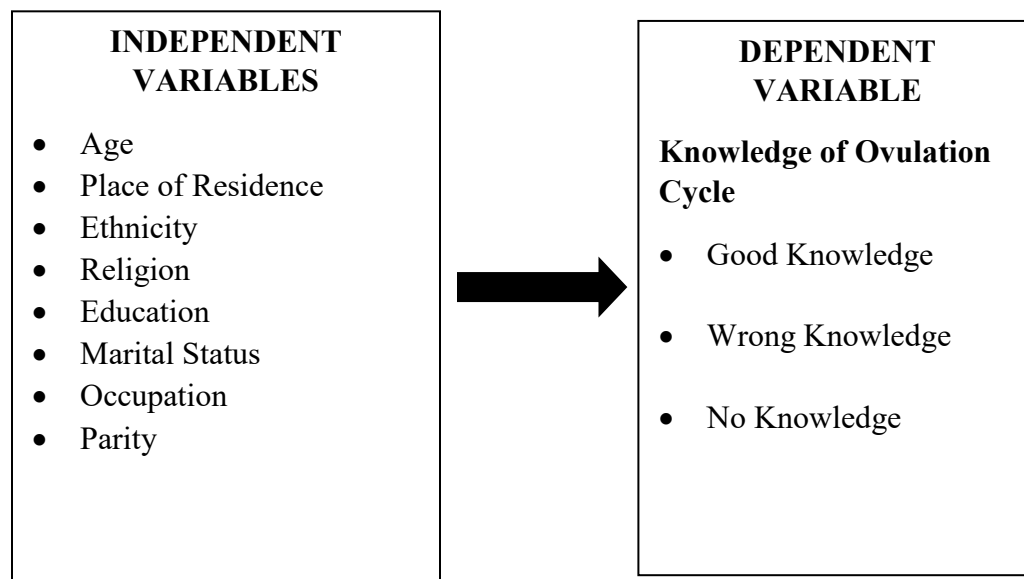 INDEPENDENT
VARIABLES
• Age
• Place of Residence
• Ethnicity
• Religion
• Education
• Marital Status
• Occupation
• Parity
DEPENDENT
VARIABLE
Knowledge of Ovulation
Cycle
• Good Knowledge
• Wrong Knowledge
• No Knowledge